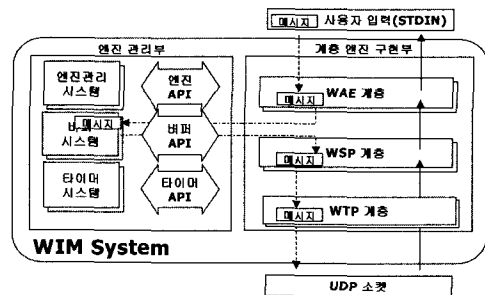 메시지 사용자 입력(STDIN)
엔진 관리부
계층 엔진 구현부
엔진관리
시스템
엔진
API
WAE 계층
메시지
메시지
시스템
버퍼
API
WSP 계층
메시지
타이머
시스템
타이머
API
WTP 계층
메시지
WIM System
UDP 소켓